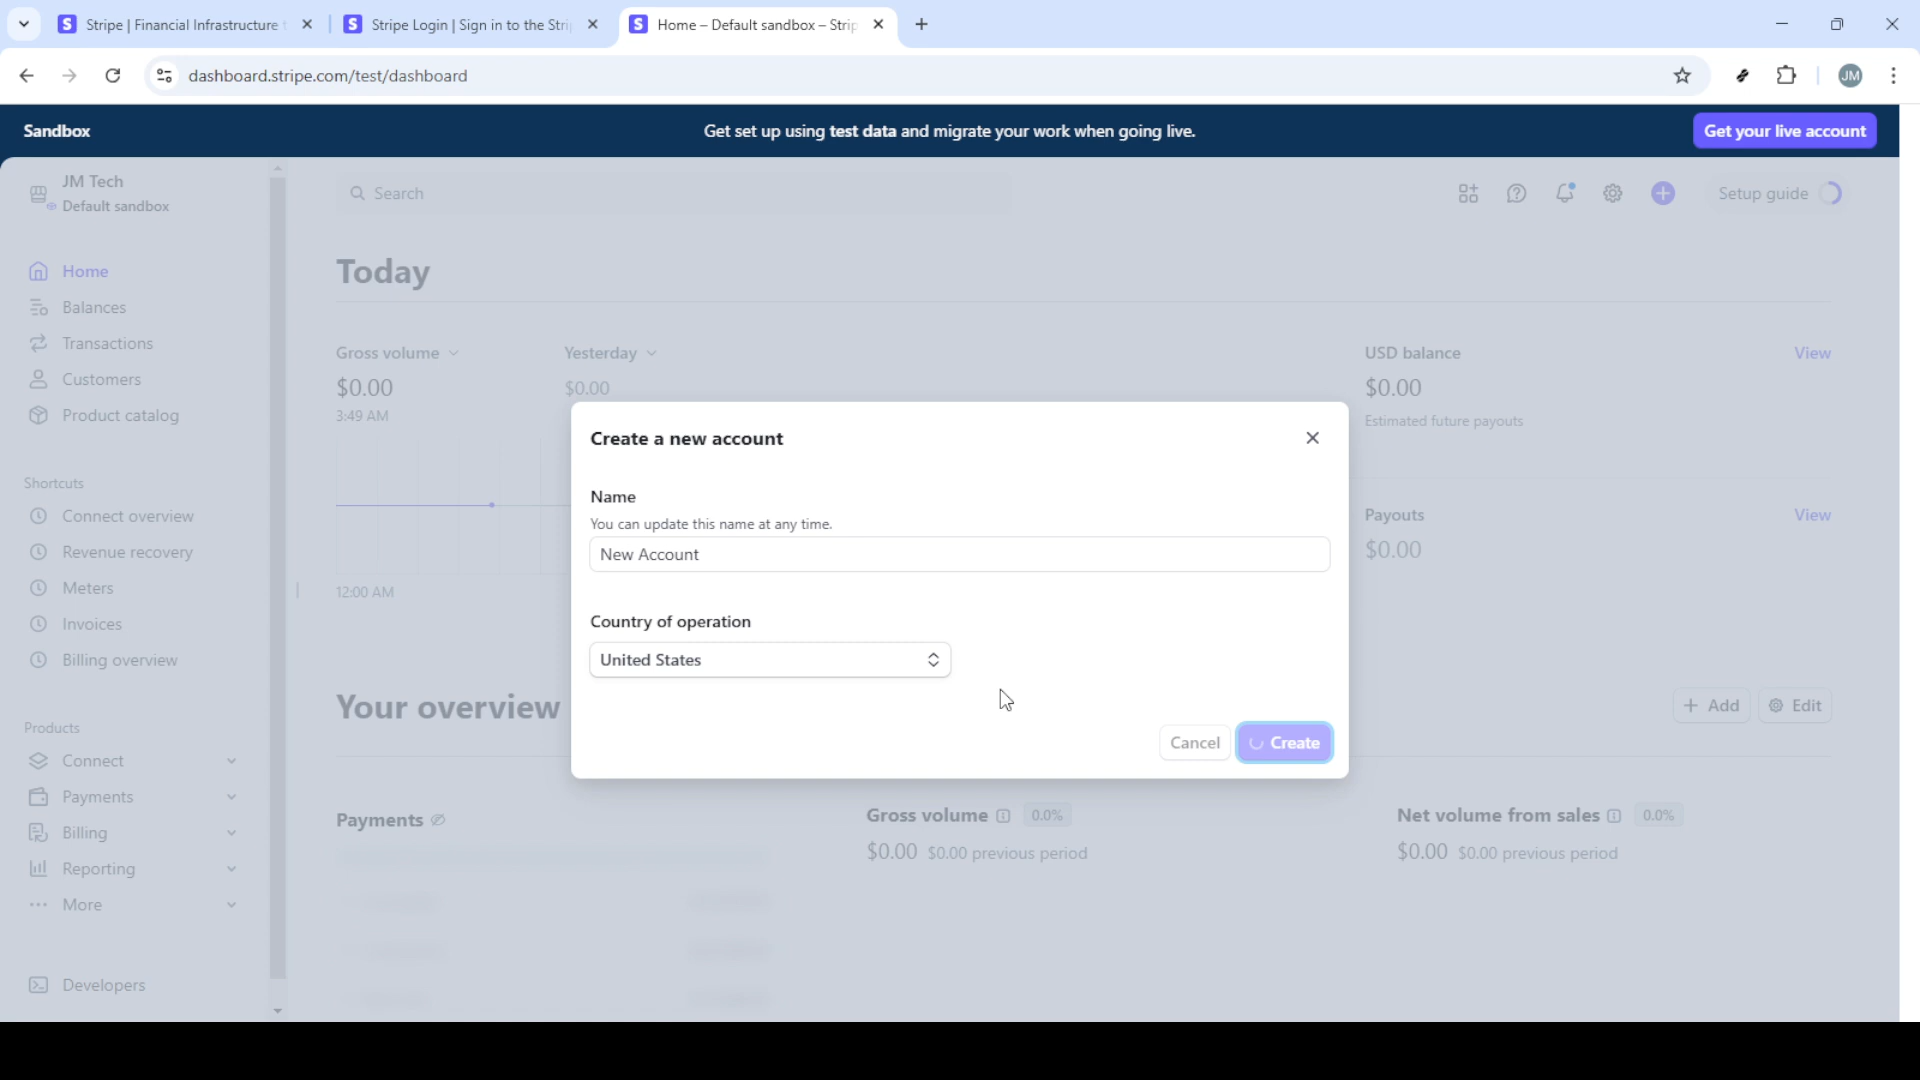 Stripe | Financial Infrastructure t
Stripe Login | Sign in to the Stri
Home – Default sandbox – Strip
dashboard.stripe.com/test/dashboard
JM
Sandbox
Get set up using test data and migrate your work when going live.
Get your live account
JM Tech
Default sandbox
Search
Setup guide
Home
Balances
Transactions
Customers
Product catalog
Shortcuts
Connect overview
Revenue recovery
Meters
Invoices
Billing overview
Products
Connect
Payments
Billing
Reporting
More
Developers
Today
Gross volume
$0.00
3:49 AM
Yesterday
$0.00
12:00 AM
USD balance
View
$0.00
Estimated future payouts
Payouts
View
$0.00
Create a new account
Name
You can update this name at any time.
New Account
Country of operation
United States
Cancel
Create
Your overview
Add
Edit
Payments
Gross volume 0.0%
$0.00 $0.00 previous period
Net volume from sales 0.0%
$0.00 $0.00 previous period